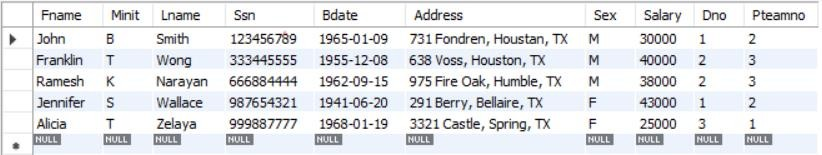 Fname Minit Lname Ssn Bdate Address Sex Salary Dno Pteamno
John B Smith 123456789 1965-01-09 731 Fondren, Houstan, TX M 30000 1 2
Franklin T Wong 333445555 1955-12-08 638 Voss, Houston, TX M 40000 2 3
Ramesh K Narayan 666884444 1962-09-15 975 Fire Oak, Humble, TX M 38000 2 3
Jennifer S Wallace 987654321 1941-06-20 291 Berry, Bellaire, TX F 43000 1 2
Alicia T Zelaya 999887777 1968-01-19 3321 Castle, Spring, TX F 25000 3 1
NULL NULL NULL NULL NULL NULL NULL NULL NULL NULL